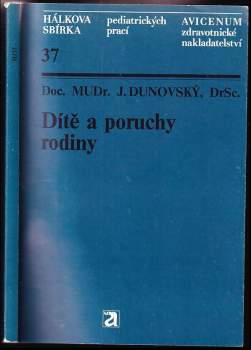 HÁLKOVA pediatrických AVICENUM
SBÍRKA prací zdravotnické
nakladatelství
37
Doc. MUDr. J. DUNOVSKÝ, DrSc.
Dítě a poruchy
rodiny